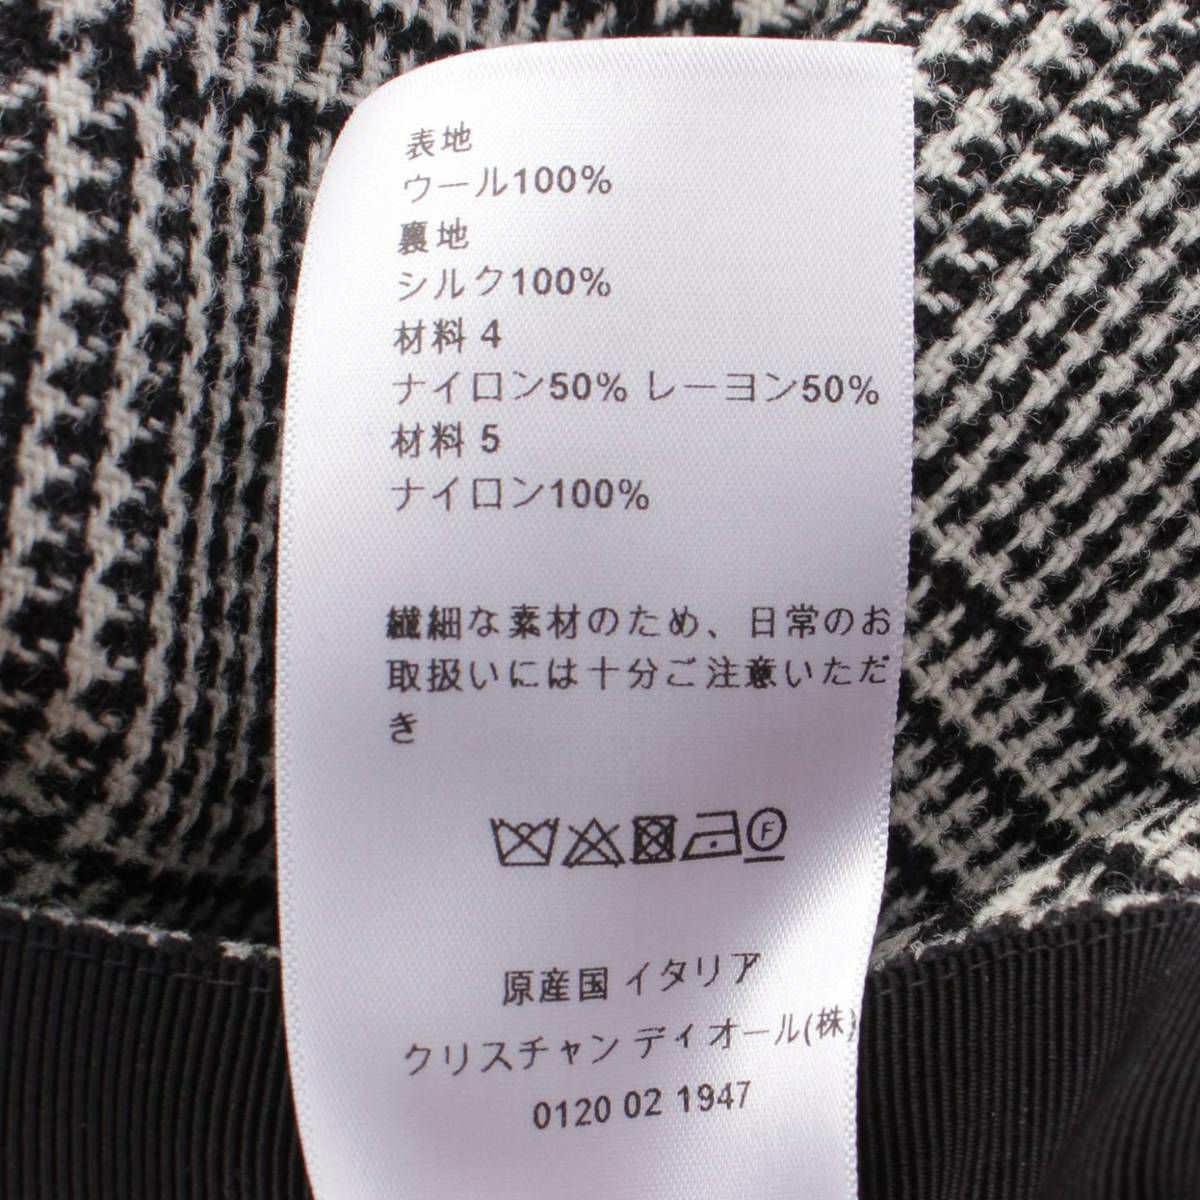 表地
ウール100%
裏地
シルク100%
材料 4
ナイロン50% レーヨン50%
材料 5
ナイロン100%
繊細な素材のため、日常のお
取扱いには十分ご注意いただ
き
F
原産国 イタリア
クリスチャン ディオール(株)
0120 02 1947